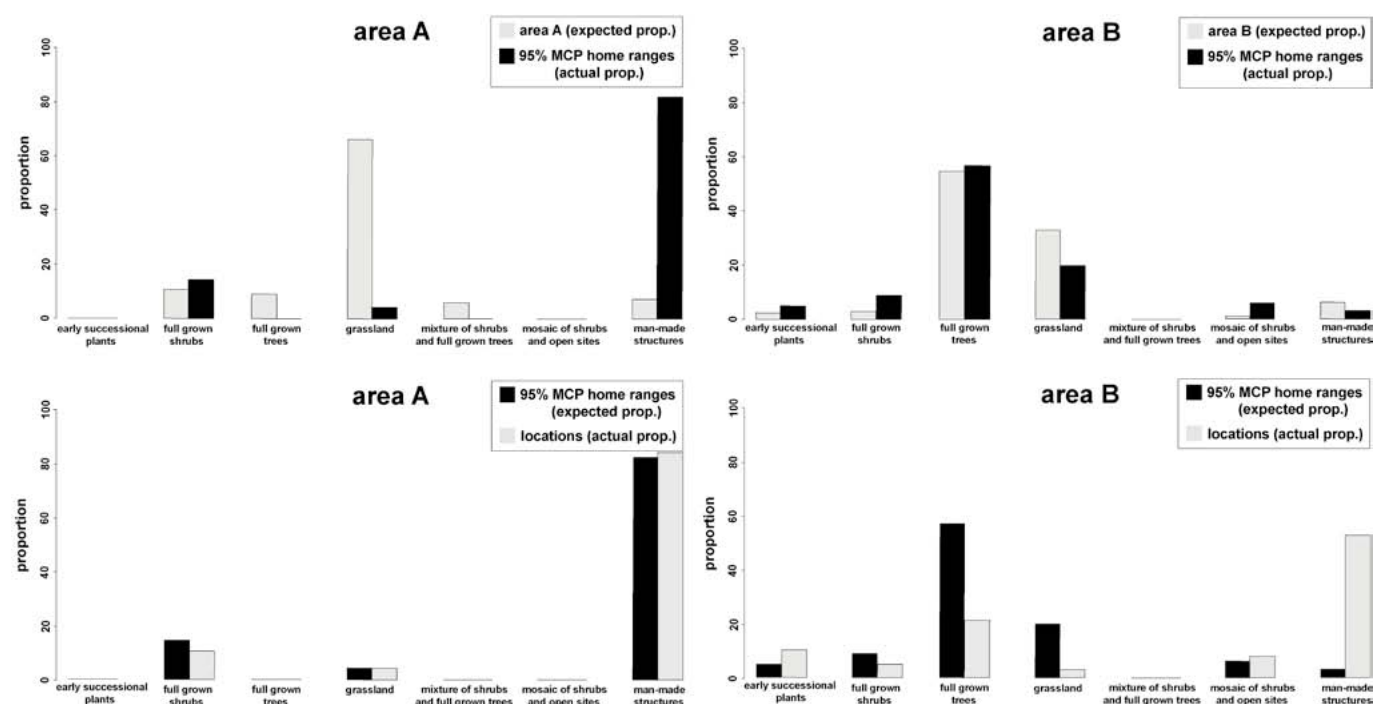 area A
area A (expected prop.)
95% MCP home ranges
(actual prop.)
proportion
0 20 40 60 80 100
early successional
plants
full grown
shrubs
full grown
trees
grassland
mixture of shrubs
and full grown trees
mosaic of shrubs
and open sites
man-made
structures
area B
area B (expected prop.)
95% MCP home ranges
(actual prop.)
proportion
0 20 40 60 80 100
early successional
plants
full grown
shrubs
full grown
trees
grassland
mixture of shrubs
and full grown trees
mosaic of shrubs
and open sites
man-made
structures
area A
95% MCP home ranges
(expected prop.)
locations (actual prop.)
proportion
0 20 40 60 80 100
early successional
plants
full grown
shrubs
full grown
trees
grassland
mixture of shrubs
and full grown trees
mosaic of shrubs
and open sites
man-made
structures
area B
95% MCP home ranges
(expected prop.)
locations (actual prop.)
proportion
0 20 40 60 80 100
early successional
plants
full grown
shrubs
full grown
trees
grassland
mixture of shrubs
and full grown trees
mosaic of shrubs
and open sites
man-made
structures